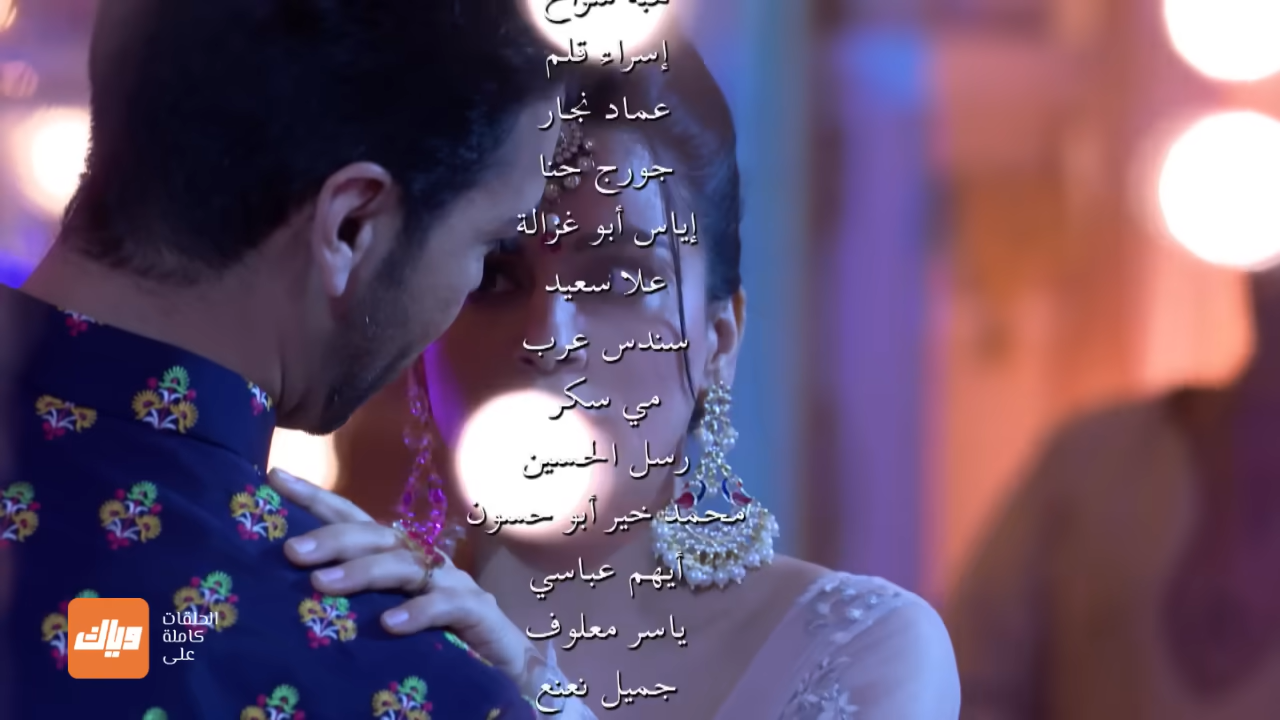 إسراء قلم
عماد نجار
جورج حنا
إياس أبو غزالة
علا سعيد
سندس عرب
مي سكر
رسل الحسين
محمد خير أبو حسون
أيهم عباسي
ياسر معلوف
جميل نعنع
وياك
الحلقات
كاملة
على